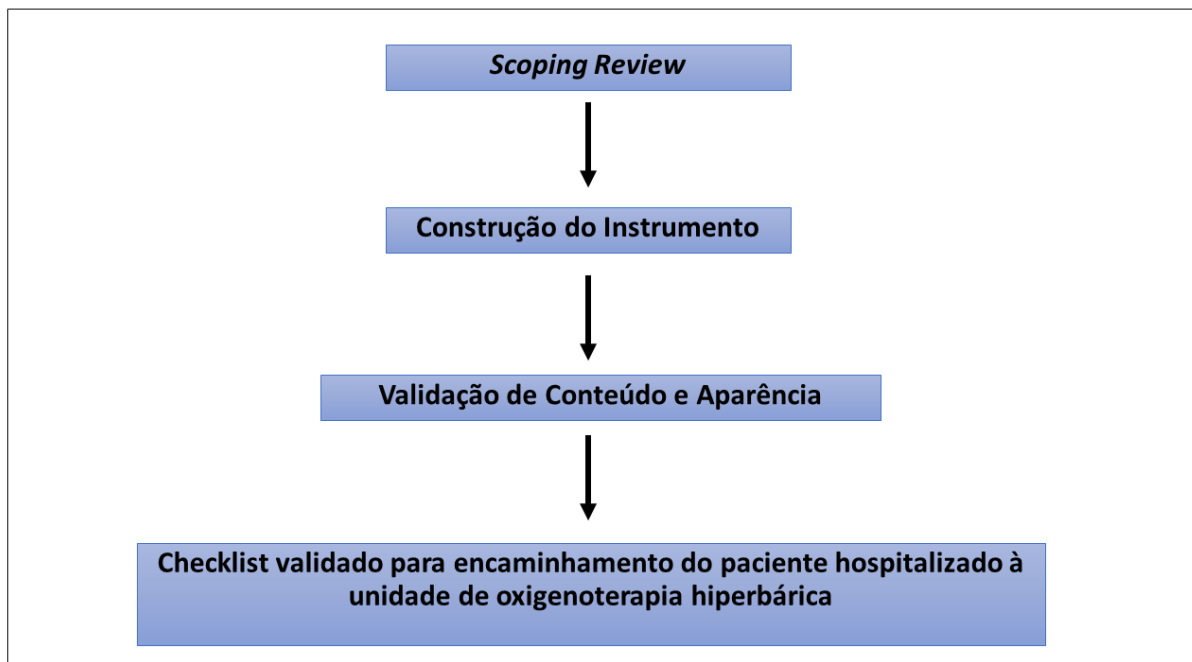 Scoping Review
Construção do Instrumento
Validação de Conteúdo e Aparência
Checklist validado para encaminhamento do paciente hospitalizado à
unidade de oxigenoterapia hiperbárica